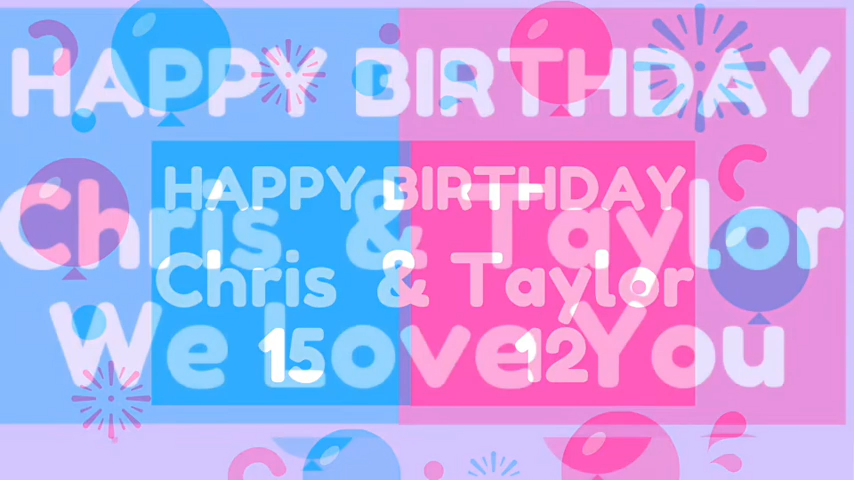 HAPPY BIRTHDAY
Chris & Taylor
We Love You
HAPPY BIRTHDAY
Chris & Taylor
15 12